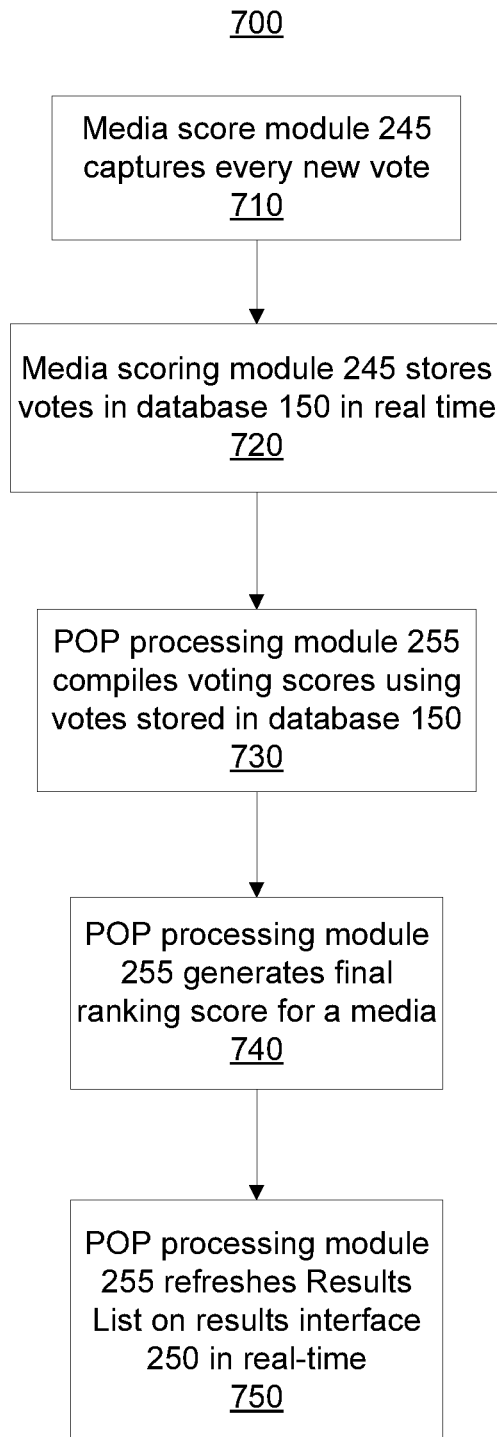 700
Media score module 245
captures every new vote
710
Media scoring module 245 stores
votes in database 150 in real time
720
POP processing module 255
compiles voting scores using
votes stored in database 150
730
POP processing module
255 generates final
ranking score for a media
740
POP processing module
255 refreshes Results
List on results interface
250 in real-time
750